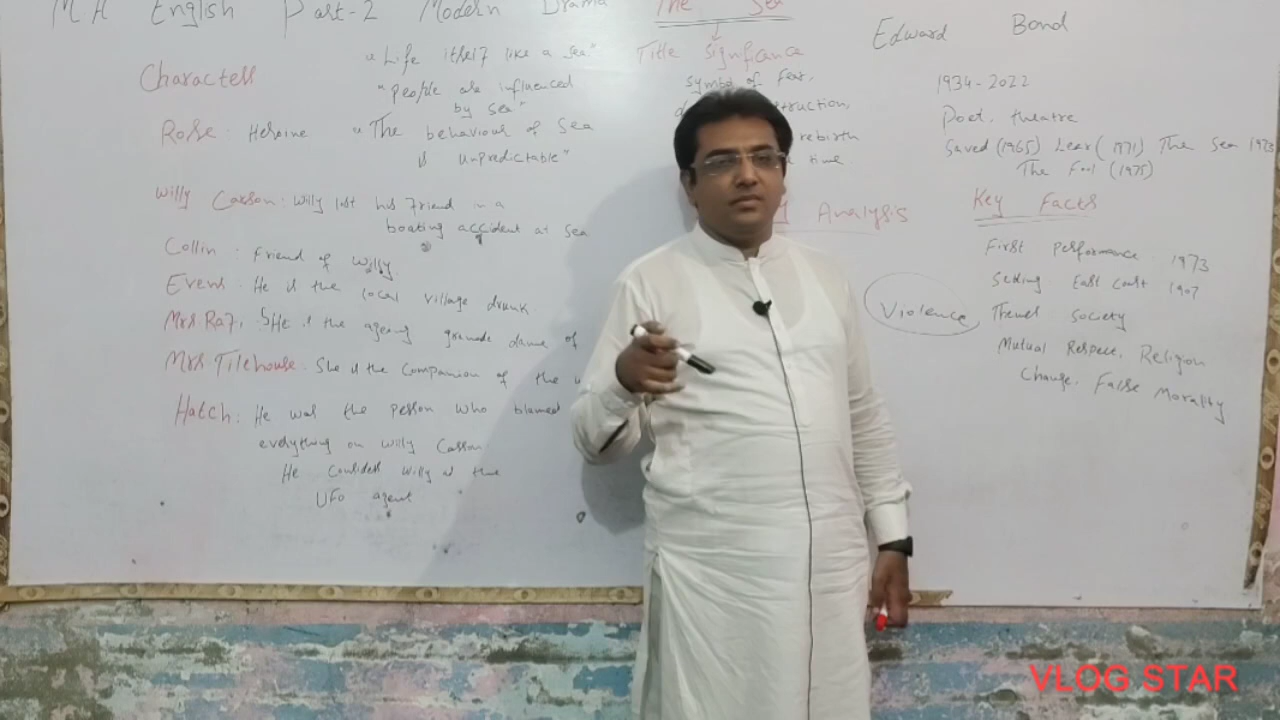 MA English Part-2 Modern Drama
The Sea
Edward Bond
Characters
"Life itself like a sea"
"people are influenced
by sea"
"The behaviour of sea
is unpredictable"
Rose: Heroine
Willy Carson: Willy lost his friend in a
boating accident at sea
Collin: Friend of Willy
Evens: He is the local village drunk
Mrs. Raf, She is the ageing grande dame of
Mrs Tilehouse: She is the companion of the
Hatch: He was the person who blamed
everything on Willy Carson
He considers Willy as the
UFO agent
Title Significance
symbol of fear,
rebirth
time
Analysis
1934-2022
Poet, theatre
Saved (1965) Lear (1971) The Sea 1973
The Fool (1975)
Key Facts
First performance 1973
Setting East Coast 1907
Violence
Themes society
Mutual Respect, Religion
Change. False Morality
VLOG STAR